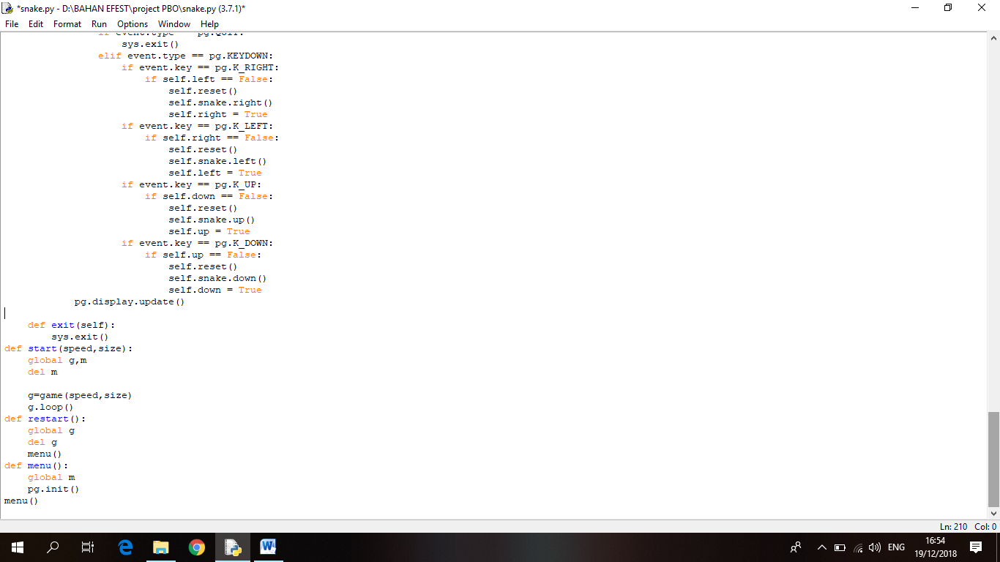 *snake.py - D:\BAHAN EFEST\project PBO\snake.py (3.7.1)*
File Edit Format Run Options Window Help
if event.type == pg.QUIT:
sys.exit()
elif event.type == pg.KEYDOWN:
if event.key == pg.K_RIGHT:
if self.left == False:
self.reset()
self.snake.right()
self.right = True
if event.key == pg.K_LEFT:
if self.right == False:
self.reset()
self.snake.left()
self.left = True
if event.key == pg.K_UP:
if self.down == False:
self.reset()
self.snake.up()
self.up = True
if event.key == pg.K_DOWN:
if self.up == False:
self.reset()
self.snake.down()
self.down = True
pg.display.update()
def exit(self):
sys.exit()
def start(speed,size):
global g,m
del m
g=game(speed,size)
g.loop()
def restart():
global g
del g
menu()
def menu():
global m
pg.init()
menu()
Ln: 210 Col: 0
ENG
16:54
19/12/2018